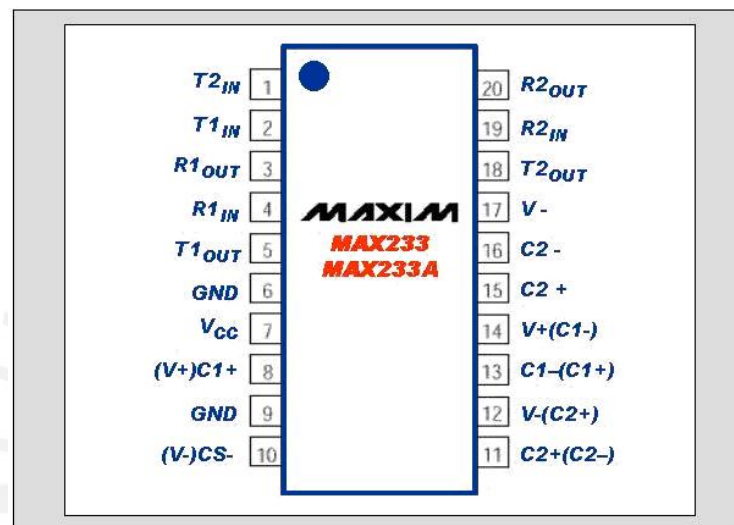 T2IN 1
T1IN 2
R1OUT 3
R1IN 4
T1OUT 5
GND 6
VCC 7
(V+)C1+ 8
GND 9
(V-)CS- 10
MAXIM
MAX233
MAX233A
20 R2OUT
19 R2IN
18 T2OUT
17 V -
16 C2 -
15 C2 +
14 V+(C1-)
13 C1–(C1+)
12 V-(C2+)
11 C2+(C2–)